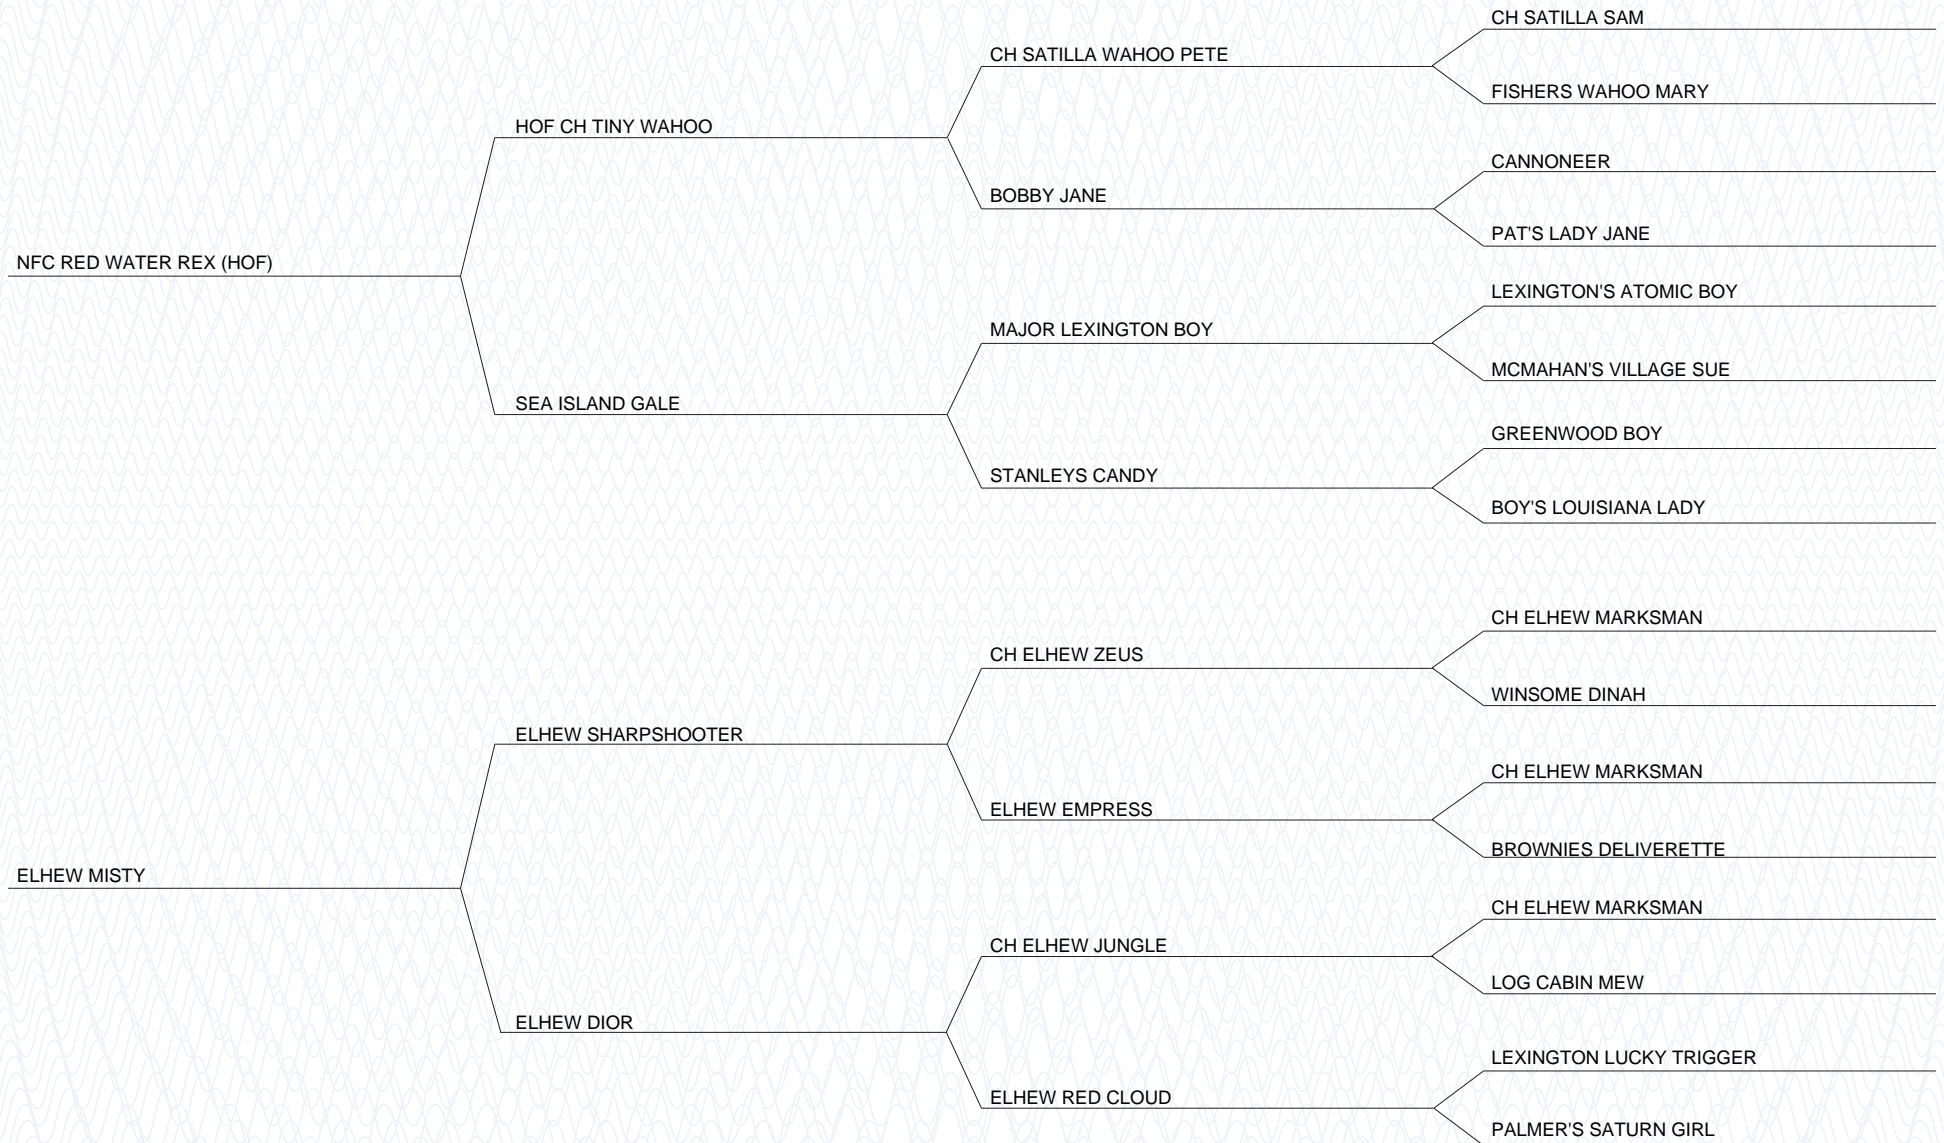 CH SATILLA SAM
CH SATILLA WAHOO PETE
FISHERS WAHOO MARY
HOF CH TINY WAHOO
CANNONEER
BOBBY JANE
PAT'S LADY JANE
NFC RED WATER REX (HOF)
LEXINGTON'S ATOMIC BOY
MAJOR LEXINGTON BOY
MCMAHAN'S VILLAGE SUE
SEA ISLAND GALE
GREENWOOD BOY
STANLEYS CANDY
BOY'S LOUISIANA LADY
CH ELHEW MARKSMAN
CH ELHEW ZEUS
WINSOME DINAH
ELHEW SHARPSHOOTER
CH ELHEW MARKSMAN
ELHEW EMPRESS
BROWNIES DELIVERETTE
ELHEW MISTY
CH ELHEW MARKSMAN
CH ELHEW JUNGLE
LOG CABIN MEW
ELHEW DIOR
LEXINGTON LUCKY TRIGGER
ELHEW RED CLOUD
PALMER'S SATURN GIRL